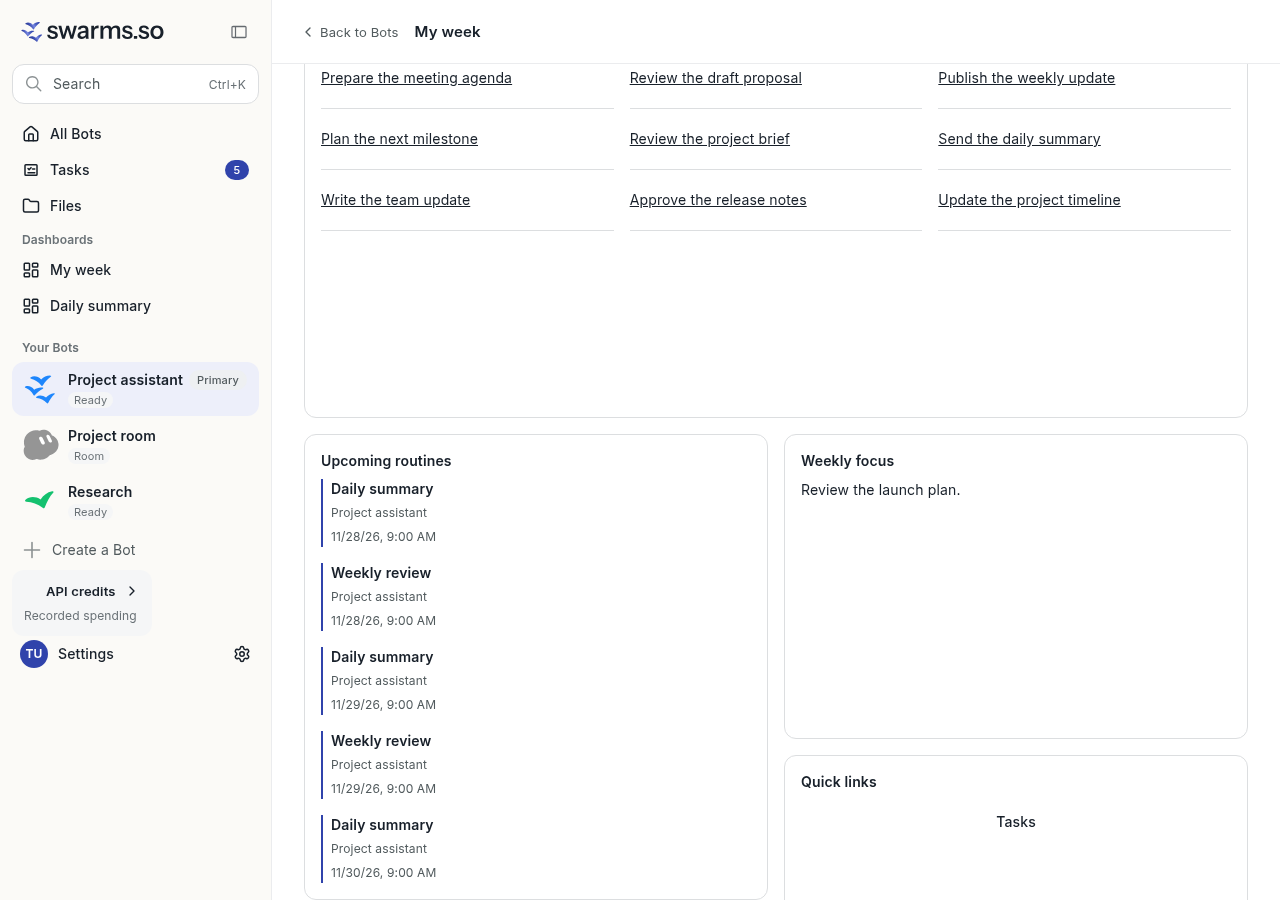 swarms.so
Search Ctrl+K
All Bots
Tasks 5
Files
Dashboards
My week
Daily summary
Your Bots
Project assistant Primary
Ready
Project room
Room
Research
Ready
Create a Bot
API credits
Recorded spending
TU Settings
Back to Bots My week
Prepare the meeting agenda Review the draft proposal Publish the weekly update
Plan the next milestone Review the project brief Send the daily summary
Write the team update Approve the release notes Update the project timeline
Upcoming routines
Daily summary
Project assistant
11/28/26, 9:00 AM
Weekly review
Project assistant
11/28/26, 9:00 AM
Daily summary
Project assistant
11/29/26, 9:00 AM
Weekly review
Project assistant
11/29/26, 9:00 AM
Daily summary
Project assistant
11/30/26, 9:00 AM
Weekly focus
Review the launch plan.
Quick links
Tasks